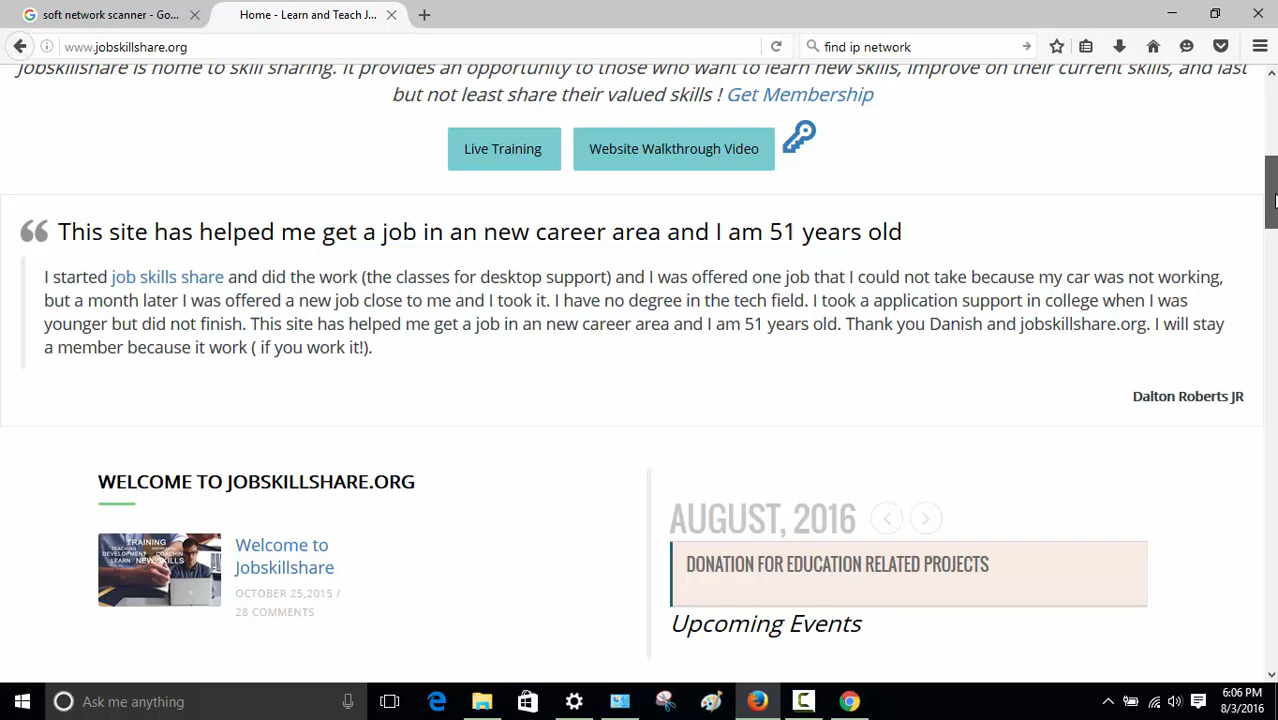 soft network scanner - Go...
Home - Learn and Teach J...
www.jobskillshare.org
find ip network
Jobskillshare is home to skill sharing. It provides an opportunity to those who want to learn new skills, improve on their current skills, and last
but not least share their valued skills ! Get Membership
Live Training
Website Walkthrough Video
This site has helped me get a job in an new career area and I am 51 years old
I started job skills share and did the work (the classes for desktop support) and I was offered one job that I could not take because my car was not working,
but a month later I was offered a new job close to me and I took it. I have no degree in the tech field. I took a application support in college when I was
younger but did not finish. This site has helped me get a job in an new career area and I am 51 years old. Thank you Danish and jobskillshare.org. I will stay
a member because it work ( if you work it!).
Dalton Roberts JR
WELCOME TO JOBSKILLSHARE.ORG
TRAINING
DEVELOPMENT
LEARN
NEW SKILLS
Welcome to
Jobskillshare
OCTOBER 25,2015 /
28 COMMENTS
AUGUST, 2016
DONATION FOR EDUCATION RELATED PROJECTS
Upcoming Events
Ask me anything
6:06 PM
8/3/2016